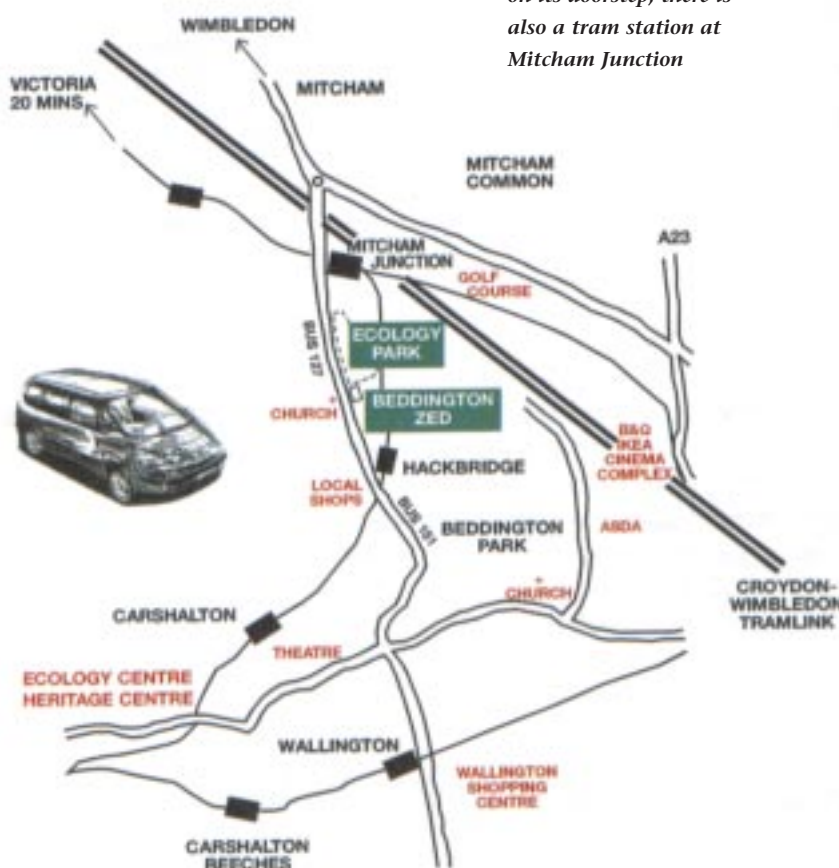 on its doorstep, there is
also a tram station at
Mitcham Junction
WIMBLEDON
MITCHAM
VICTORIA
20 MINS
MITCHAM
COMMON
A23
MITCHAM
JUNCTION
GOLF
COURSE
BUS 127
ECOLOGY
PARK
BEDDINGTON
ZED
CHURCH
B&Q
IKEA
CINEMA
COMPLEX
HACKBRIDGE
LOCAL
SHOPS
BUS 151
BEDDINGTON
PARK
ASDA
CHURCH
CROYDON-
WIMBLEDON
TRAMLINK
CARSHALTON
THEATRE
ECOLOGY CENTRE
HERITAGE CENTRE
WALLINGTON
WALLINGTON
SHOPPING
CENTRE
CARSHALTON
BEECHES